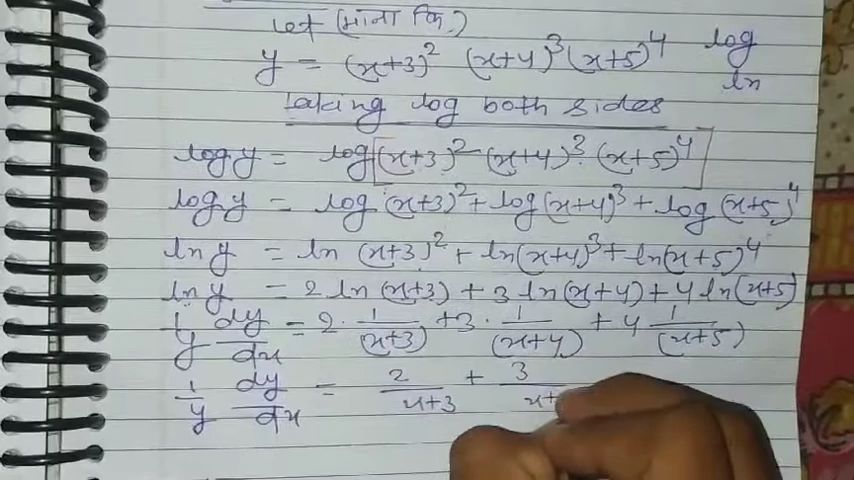 Let (माना कि)
y = (x+3)² (x+4)³ (x+5)⁴ log
ln
taking log both sides
log y = log (x+3)² · (x+4)³ · (x+5)⁴
log y = log (x+3)² + log (x+4)³ + log (x+5)⁴
ln y = ln (x+3)² + ln (x+4)³ + ln (x+5)⁴
ln y = 2 ln (x+3) + 3 ln (x+4) + 4 ln (x+5)
1/y dy/dx = 2 · 1/(x+3) + 3 · 1/(x+4) + 4 1/(x+5)
1/y dy/dx = 2/x+3 + 3/x+